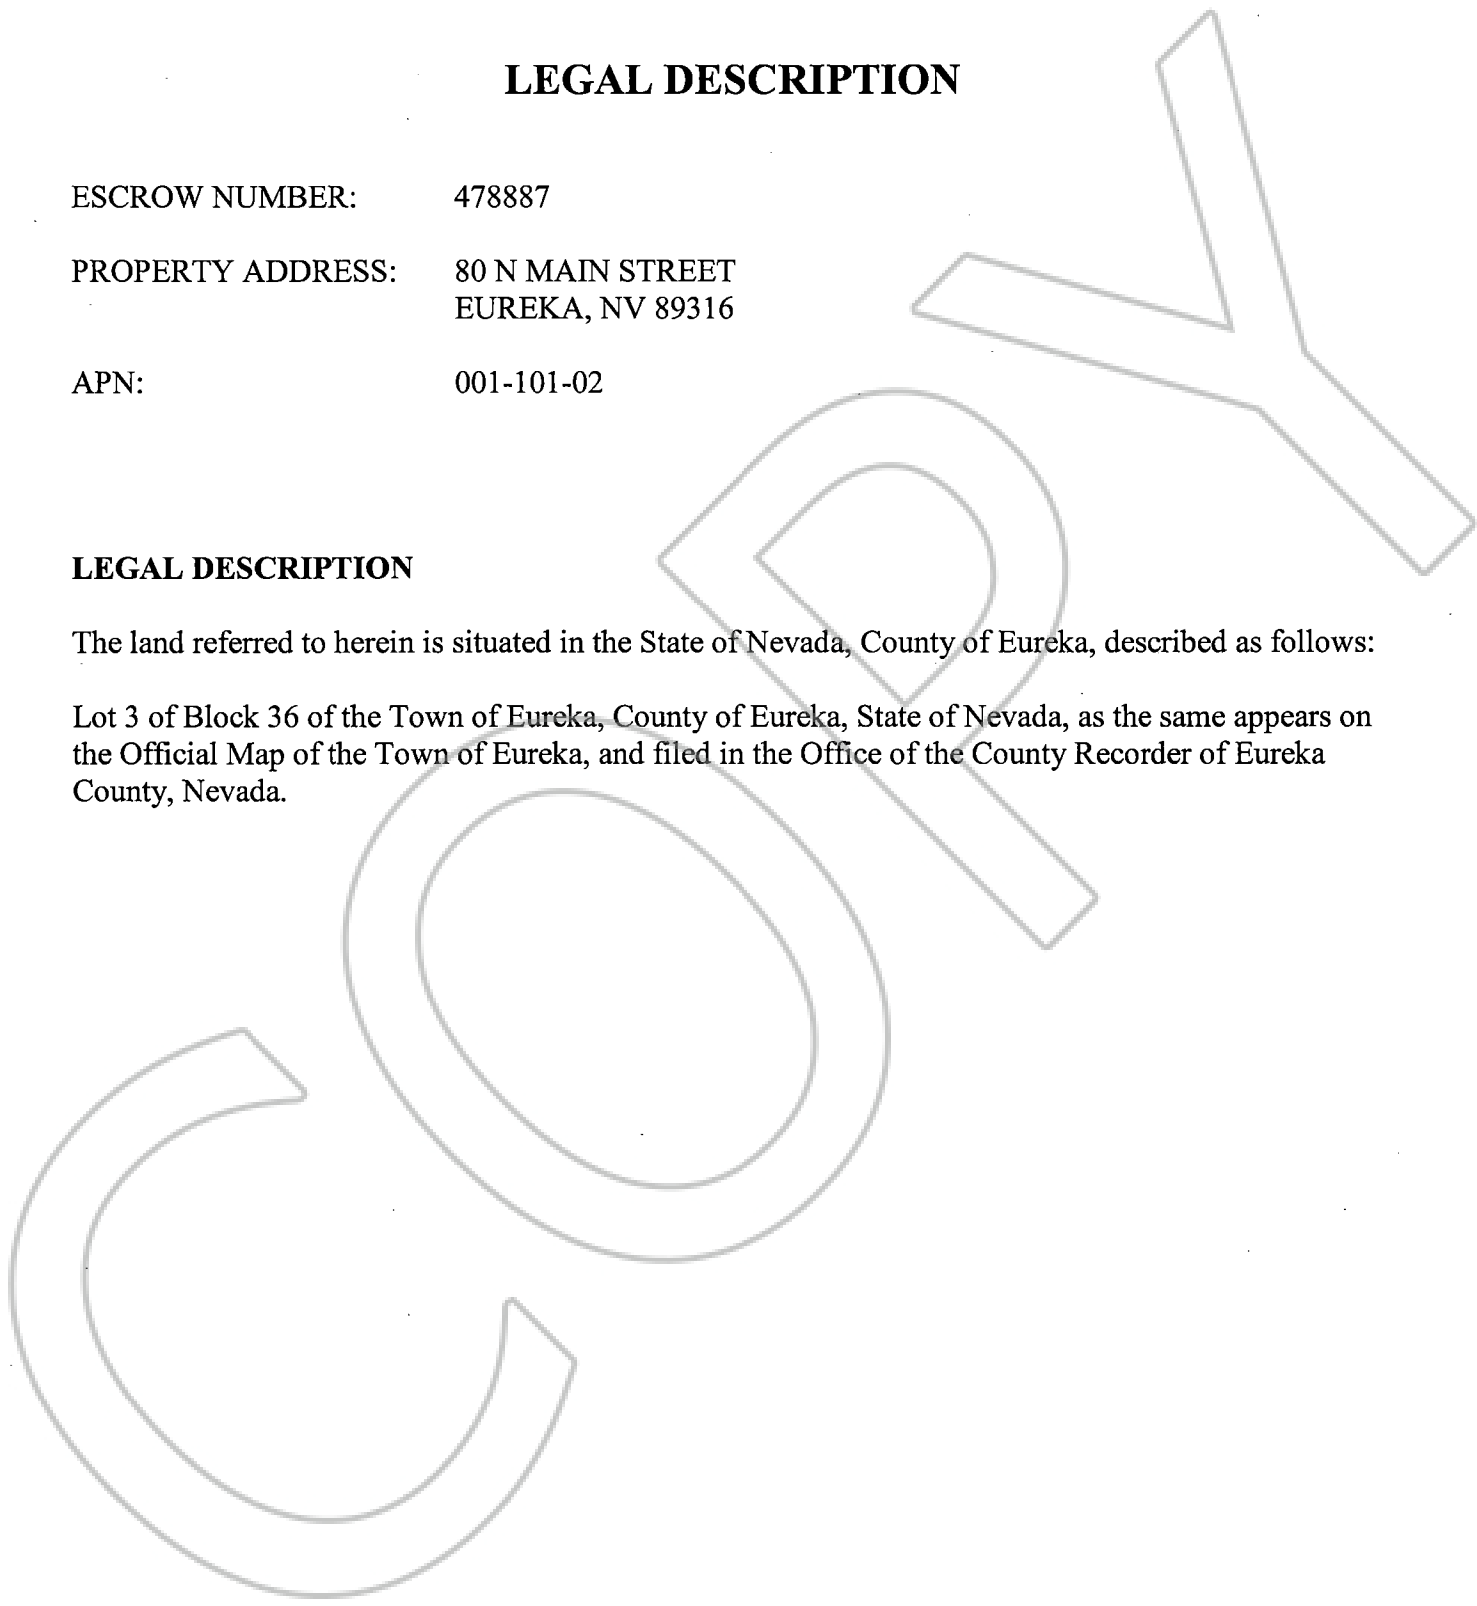 LEGAL DESCRIPTION
ESCROW NUMBER: 478887
PROPERTY ADDRESS: 80 N MAIN STREET
EUREKA, NV 89316
APN: 001-101-02
LEGAL DESCRIPTION
The land referred to herein is situated in the State of Nevada, County of Eureka, described as follows:
Lot 3 of Block 36 of the Town of Eureka, County of Eureka, State of Nevada, as the same appears on
the Official Map of the Town of Eureka, and filed in the Office of the County Recorder of Eureka
County, Nevada.
COPY